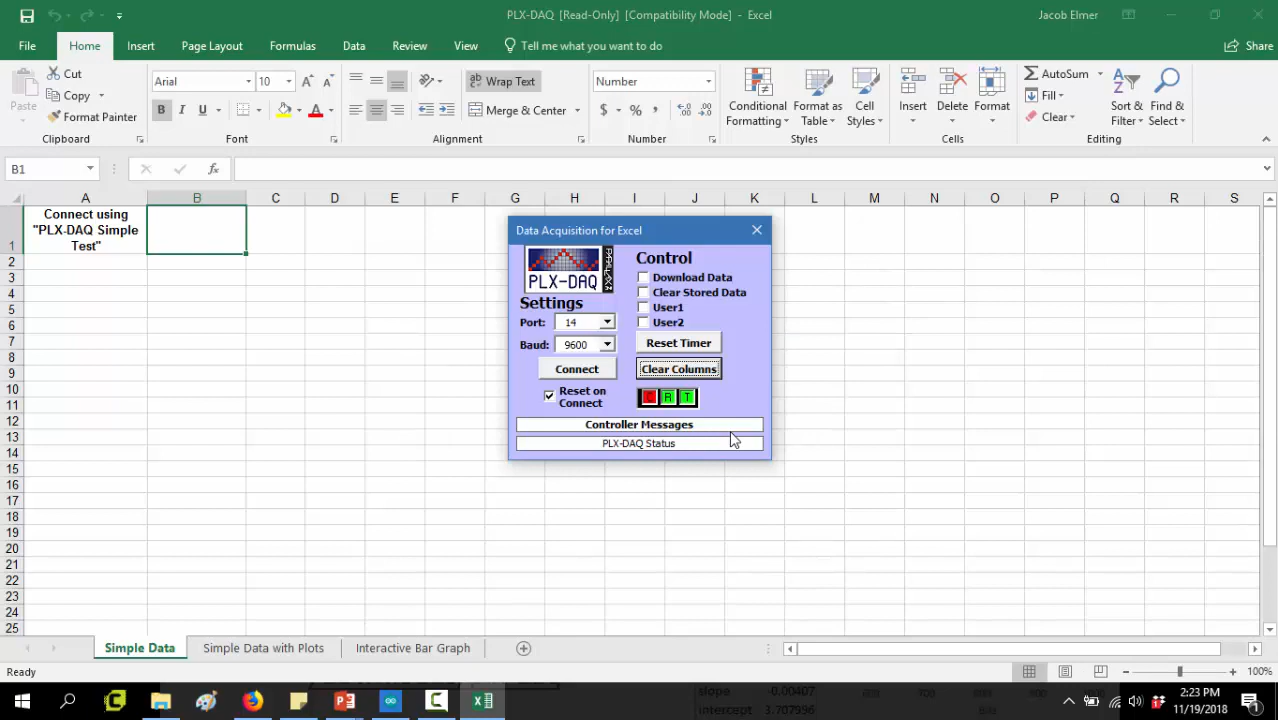 PLX-DAQ [Read-Only] [Compatibility Mode] - Excel
Jacob Elmer
File Home Insert Page Layout Formulas Data Review View Tell me what you want to do Share
Paste
Cut
Copy
Format Painter
Clipboard
Arial 10
B I U A
Font
Wrap Text
Merge & Center
Alignment
Number
$ % ,
Number
Conditional Formatting
Format as Table
Cell Styles
Styles
Insert Delete Format
Cells
AutoSum
Fill
Clear
Sort & Filter
Find & Select
Editing
B1
fx
A B C D E F G H I J K L M N O P Q R S
Connect using
"PLX-DAQ Simple
Test"
1
2
3
4
5
6
7
8
9
10
11
12
13
14
15
16
17
18
19
20
21
22
23
24
25
Data Acquisition for Excel
PLX-DAQ
Settings
Port: 14
Baud: 9600
Connect
Reset on
Connect
Control
Download Data
Clear Stored Data
User1
User2
Reset Timer
Clear Columns
C R T
Controller Messages
PLX-DAQ Status
Simple Data Simple Data with Plots Interactive Bar Graph
Ready
100%
slope -0.00407
intercept 3.707996
2:23 PM
11/19/2018